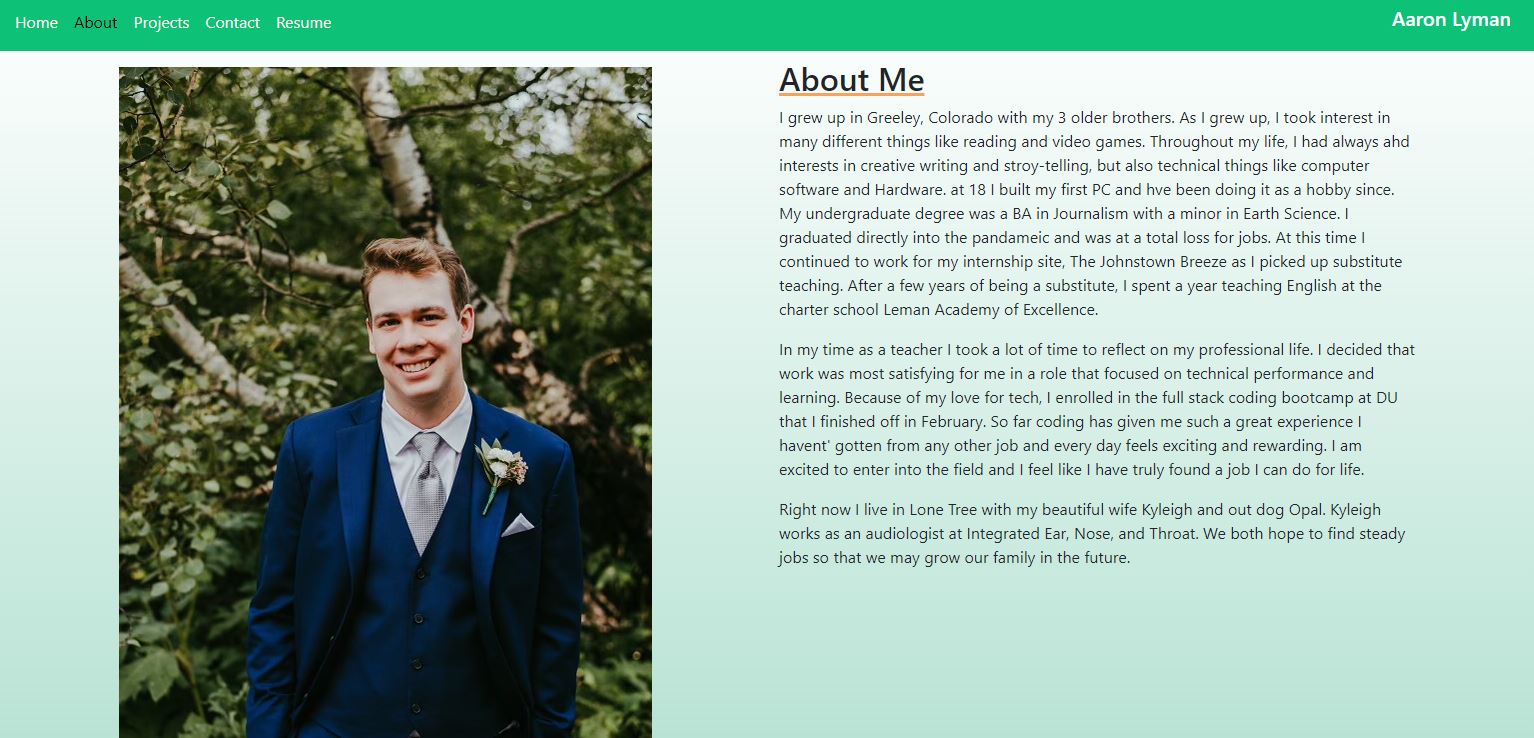 Home About Projects Contact Resume
Aaron Lyman
About Me
I grew up in Greeley, Colorado with my 3 older brothers. As I grew up, I took interest in
many different things like reading and video games. Throughout my life, I had always ahd
interests in creative writing and stroy-telling, but also technical things like computer
software and Hardware. at 18 I built my first PC and hve been doing it as a hobby since.
My undergraduate degree was a BA in Journalism with a minor in Earth Science. I
graduated directly into the pandameic and was at a total loss for jobs. At this time I
continued to work for my internship site, The Johnstown Breeze as I picked up substitute
teaching. After a few years of being a substitute, I spent a year teaching English at the
charter school Leman Academy of Excellence.
In my time as a teacher I took a lot of time to reflect on my professional life. I decided that
work was most satisfying for me in a role that focused on technical performance and
learning. Because of my love for tech, I enrolled in the full stack coding bootcamp at DU
that I finished off in February. So far coding has given me such a great experience I
havent' gotten from any other job and every day feels exciting and rewarding. I am
excited to enter into the field and I feel like I have truly found a job I can do for life.
Right now I live in Lone Tree with my beautiful wife Kyleigh and out dog Opal. Kyleigh
works as an audiologist at Integrated Ear, Nose, and Throat. We both hope to find steady
jobs so that we may grow our family in the future.